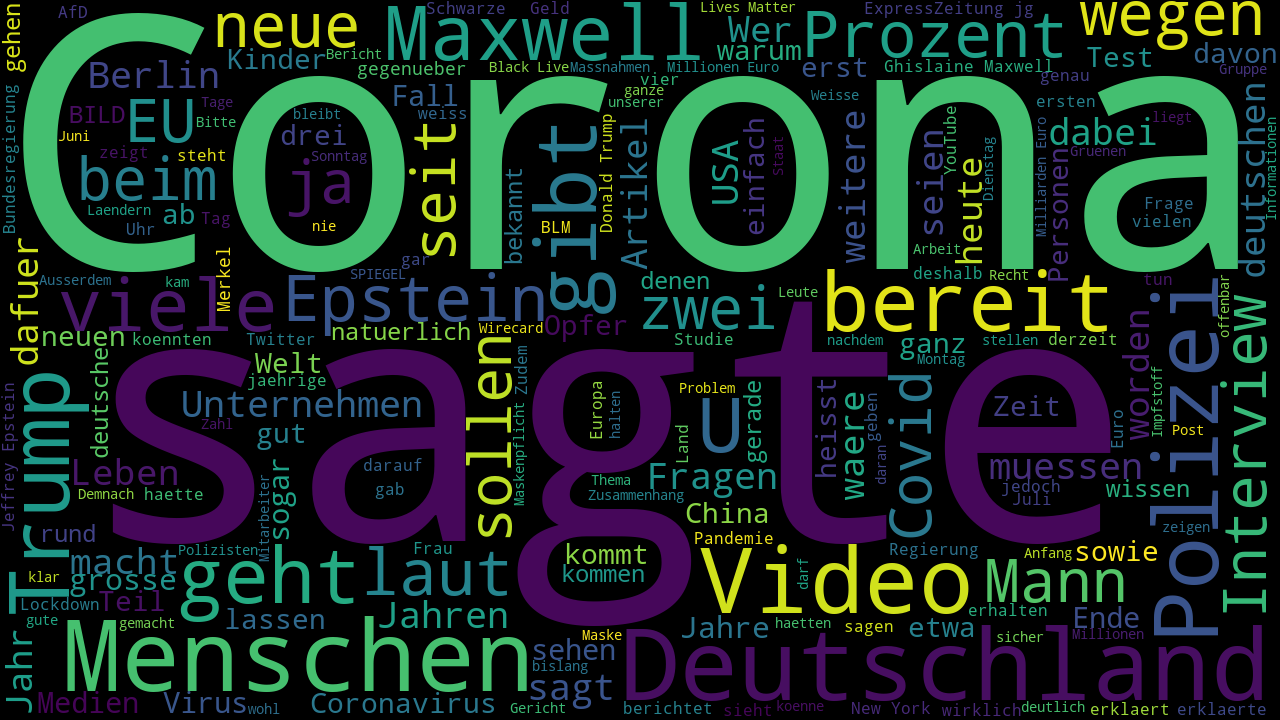 AfD
Schwarze
Geld
Lives Matter
ExpressZeitung jg
wegen
gehen
neue
Maxwell
Wer
Prozent
Kinder
Bericht
warum
Test
davon
Berlin
gegenueber
Black Live
Massnahmen
Millionen Euro
erst
Ghislaine Maxwell
genau
Gruppe
Corona
Bundesregierung
BILD
EU
Tage
Bitte
bleibt
Fall
weiss
vier
ganze
unserer
Weisse
ersten
Juni
drei
seit
gibt
Donald Trump
Artikel
USA
einfach
Staat
weitere
seien
YouTube
heute
Dienstag
Milliarden Euro
dabei
liegt
deutschen
Informationen
zeigt
steht
Sonntag
Personen
Gruenen
beim
ja
bekannt
Laendern
ab
Tag
Uhr
nie
BLM
Frage
vielen
Arbeit
dafuer
Ausserdem
kam
Merkel
SPIEGEL
gar
denen
deshalb
Recht
tun
viele
Epstein
zwei
Leute
bereit
Polizei
offenbar
Interview
neuen
koennten
Twitter
natuerlich
Wirecard
Opfer
Studie
nachdem
ganz
stellen
derzeit
worden
sagte
Trump
deutsche
Welt
jaehrige
sollen
Zudem
Montag
Impfstoff
Jeffrey Epstein
Unternehmen
Europa
halten
Problem
U
gerade
heisst
waere
geben
Covid
Zeit
Euro
Post
Zahl
gut
Maskenpflicht
Land
daran
Leben
darauf
Thema
Fragen
muessen
Demnach
haette
sogar
gab
Zusammenhang
jedoch
Juli
wissen
China
rund
Mitarbeiter
Pandemie
zeigen
macht
Polizisten
Frau
kommt
Regierung
Anfang
sowie
klar
grosse
geht
laut
kommen
Video
darf
Mann
Lockdown
Teil
gute
gemacht
lassen
Jahren
Maske
Jahre
haetten
sagen
etwa
erhalten
Ende
Jahr
Menschen
sehen
Deutschland
sicher
Millionen
bislang
sagt
Medien
Virus
wohl
Coronavirus
Gericht
berichtet
sieht
koenne
New York
wirklich
deutlich
erklaert
erklaerte